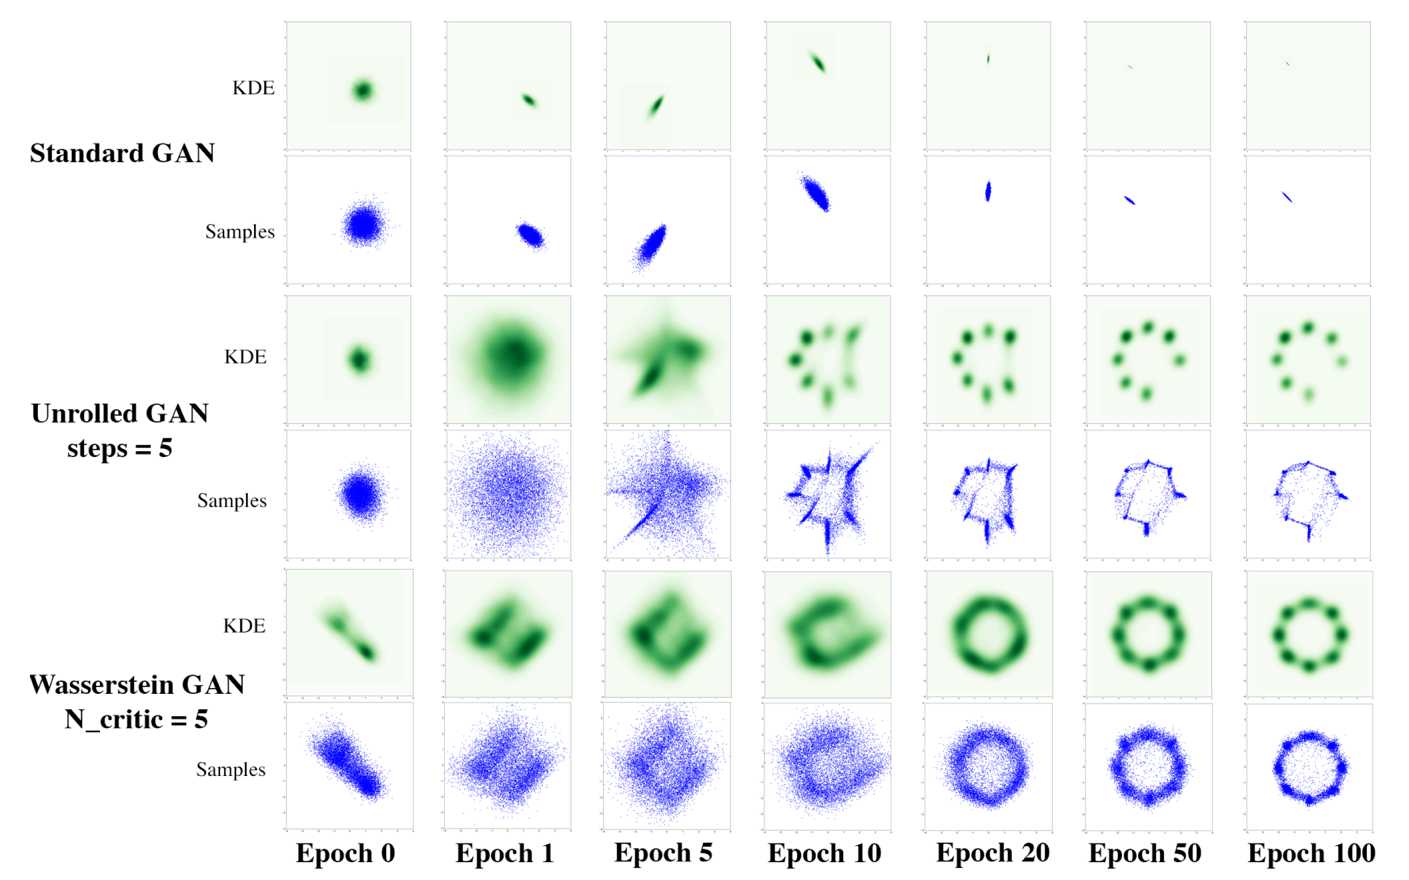 KDE
Standard GAN
Samples
KDE
Unrolled GAN
steps = 5
Samples
KDE
Wasserstein GAN
N_critic = 5
Samples
Epoch 0 Epoch 1 Epoch 5 Epoch 10 Epoch 20 Epoch 50 Epoch 100